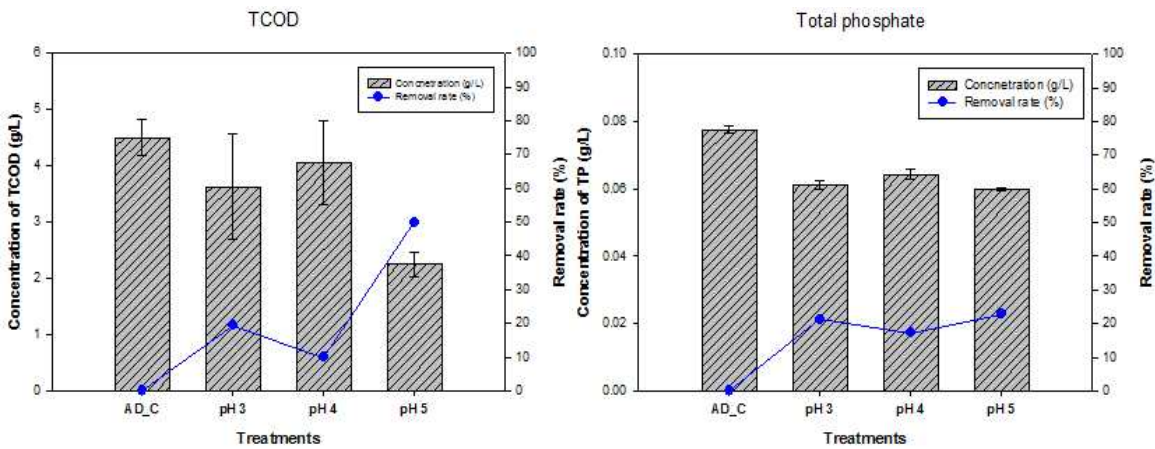 TCOD
Concnetration (g/L)
Removal rate (%)
Concentration of TCOD (g/L)
6
5
4
3
2
1
0
100
90
80
70
60
50
40
30
20
10
0
Removal rate (%)
AD_C pH 3 pH 4 pH 5
Treatments
Total phosphate
Concnetration (g/L)
Removal rate (%)
Concentration of TP (g/L)
0.10
0.08
0.06
0.04
0.02
0.00
100
90
80
70
60
50
40
30
20
10
0
Removal rate (%)
AD_C pH 3 pH 4 pH 5
Treatments